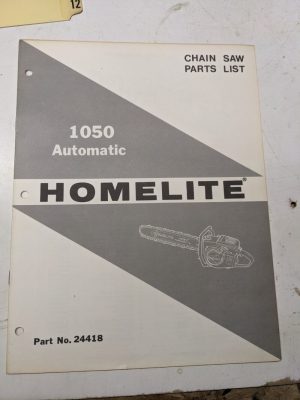 12
CHAIN SAW
PARTS LIST
1050
Automatic
HOMELITE®
Part No. 24418